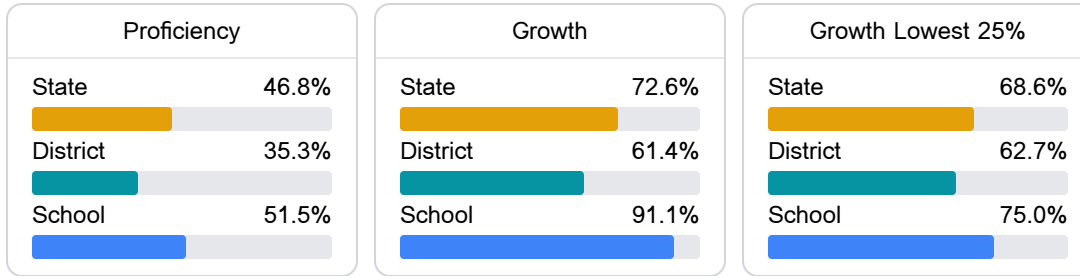 Proficiency
State 46.8%
District 35.3%
School 51.5%
Growth
State 72.6%
District 61.4%
School 91.1%
Growth Lowest 25%
State 68.6%
District 62.7%
School 75.0%